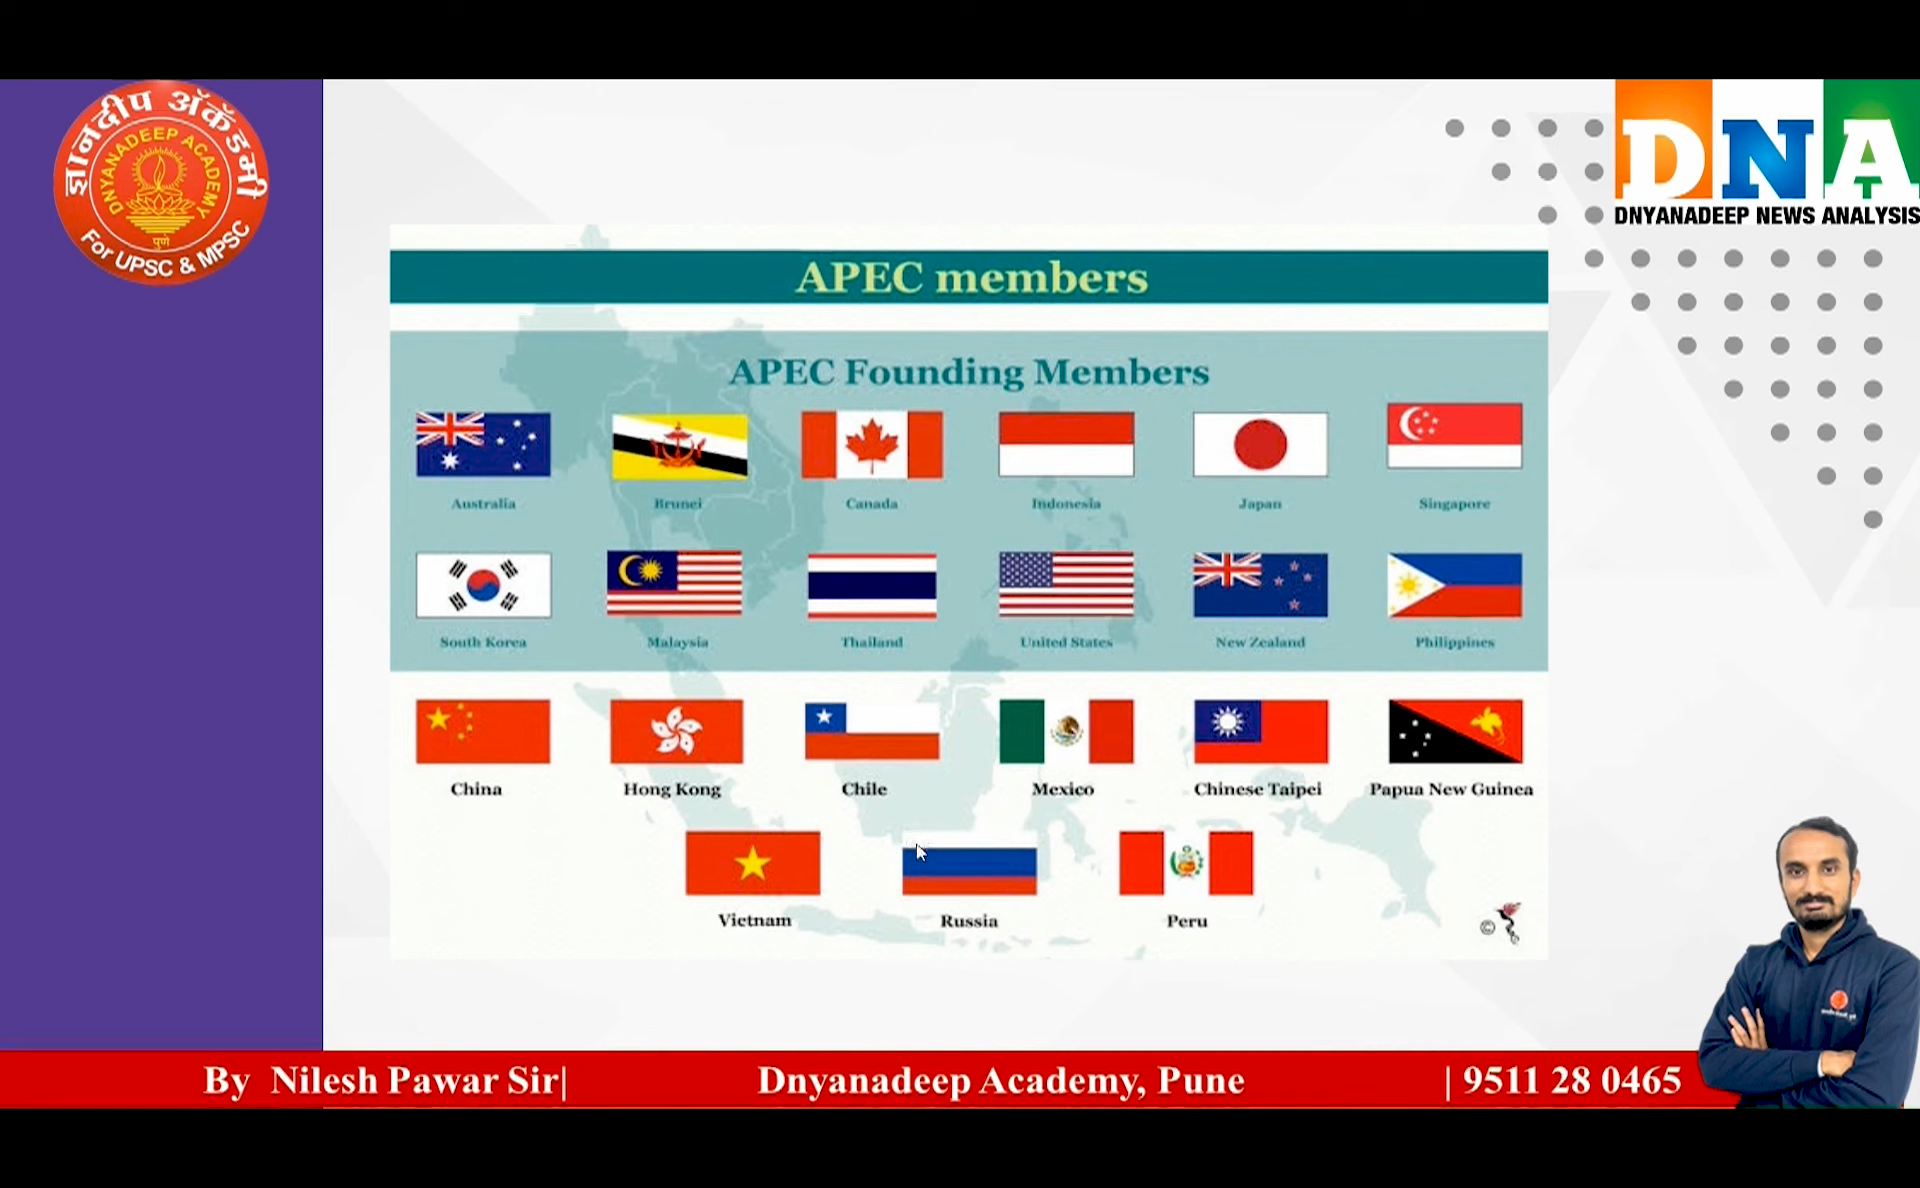 ज्ञानदीप ॲकॅडमी
DNYANADEEP ACADEMY
पुणे
For UPSC & MPSC
DNA
DNYANADEEP NEWS ANALYSIS
APEC members
APEC Founding Members
Australia Brunei Canada Indonesia Japan Singapore
South Korea Malaysia Thailand United States New Zealand Philippines
China Hong Kong Chile Mexico Chinese Taipei Papua New Guinea
Vietnam Russia Peru
©
By Nilesh Pawar Sir| Dnyanadeep Academy, Pune | 9511 28 0465